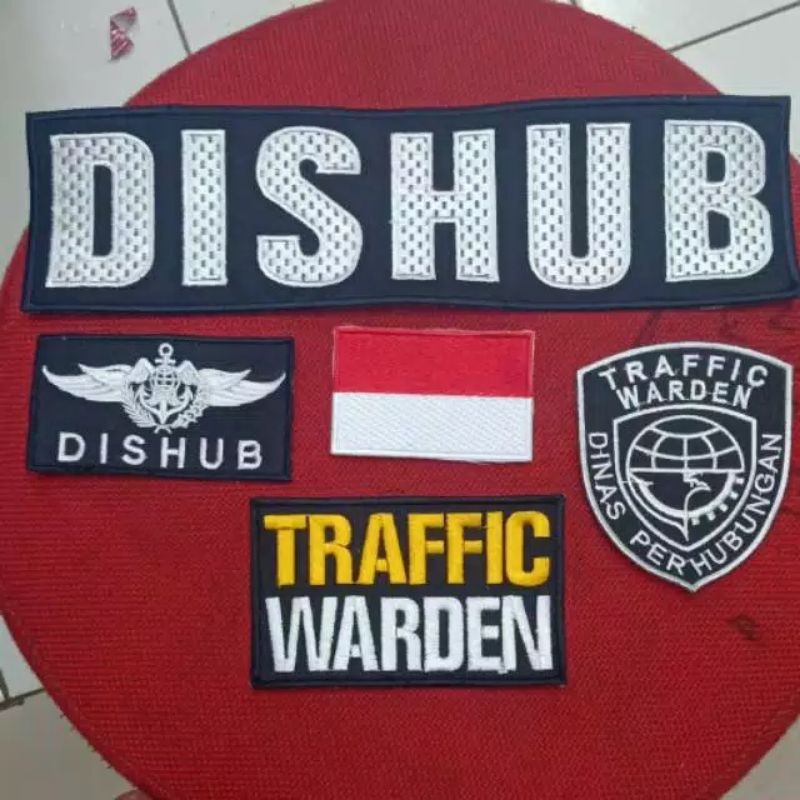 DISHUB
DISHUB
TRAFFIC
WARDEN
DINAS PERHUBUNGAN
TRAFFIC
WARDEN